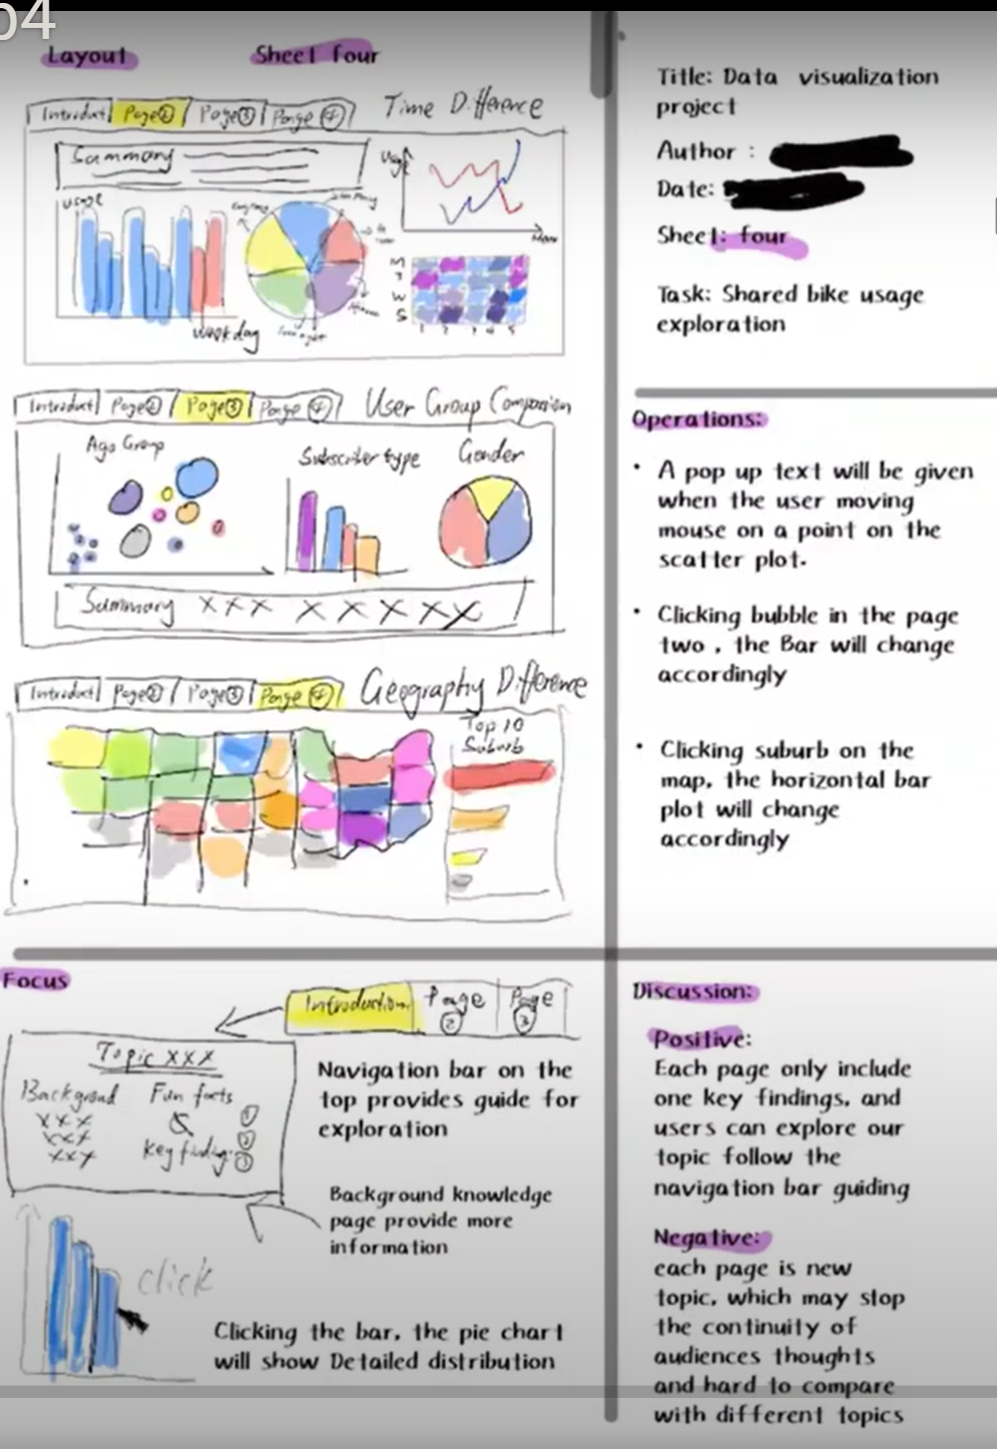 04
Layout
Sheet four
Introduct Page② Page③ Page④
Time Difference
Summary
Usage
usage
weekday
M
T
W
S
1 2 3 4 5
Introduct Page② Page③ Page④
User Group Comparison
Age Group
Subscriber type
Gender
Summary XXX XXXXX
Introduct Page② Page③ Page④
Geography Difference
Top 10
Suburb
Title: Data visualization
project
Author :
Date:
Sheet: four
Task: Shared bike usage
exploration
Operations:
• A pop up text will be given
when the user moving
mouse on a point on the
scatter plot.
• Clicking bubble in the page
two , the Bar will change
accordingly
• Clicking suburb on the
map, the horizontal bar
plot will change
accordingly
Focus
Introduction Page ② Page ③
Topic XXX
Background
XXX
XXX
XXY
Fun facts ①
& ②
key finding: ③
Navigation bar on the
top provides guide for
exploration
Background knowledge
page provide more
information
click
Clicking the bar, the pie chart
will show Detailed distribution
Discussion:
Positive:
Each page only include
one key findings, and
users can explore our
topic follow the
navigation bar guiding
Negative:
each page is new
topic, which may stop
the continuity of
audiences thoughts
and hard to compare
with different topics